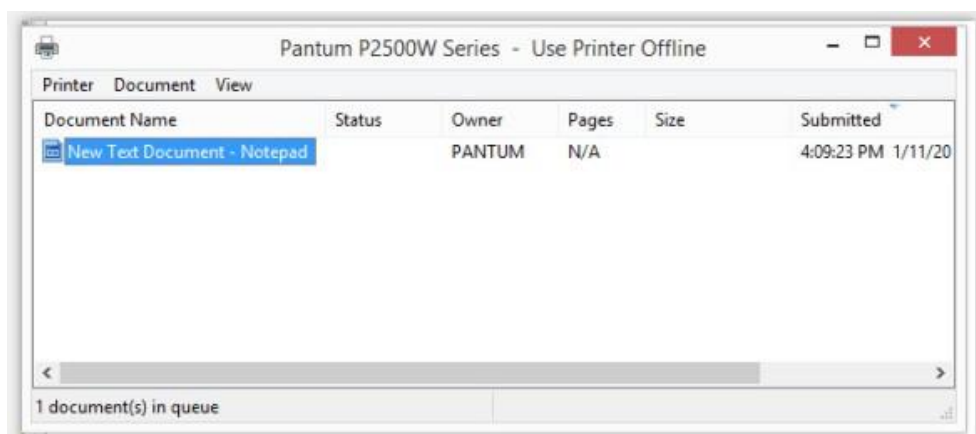 Pantum P2500W Series - Use Printer Offline
Printer Document View
Document Name Status Owner Pages Size Submitted
New Text Document - Notepad PANTUM N/A 4:09:23 PM 1/11/20
1 document(s) in queue